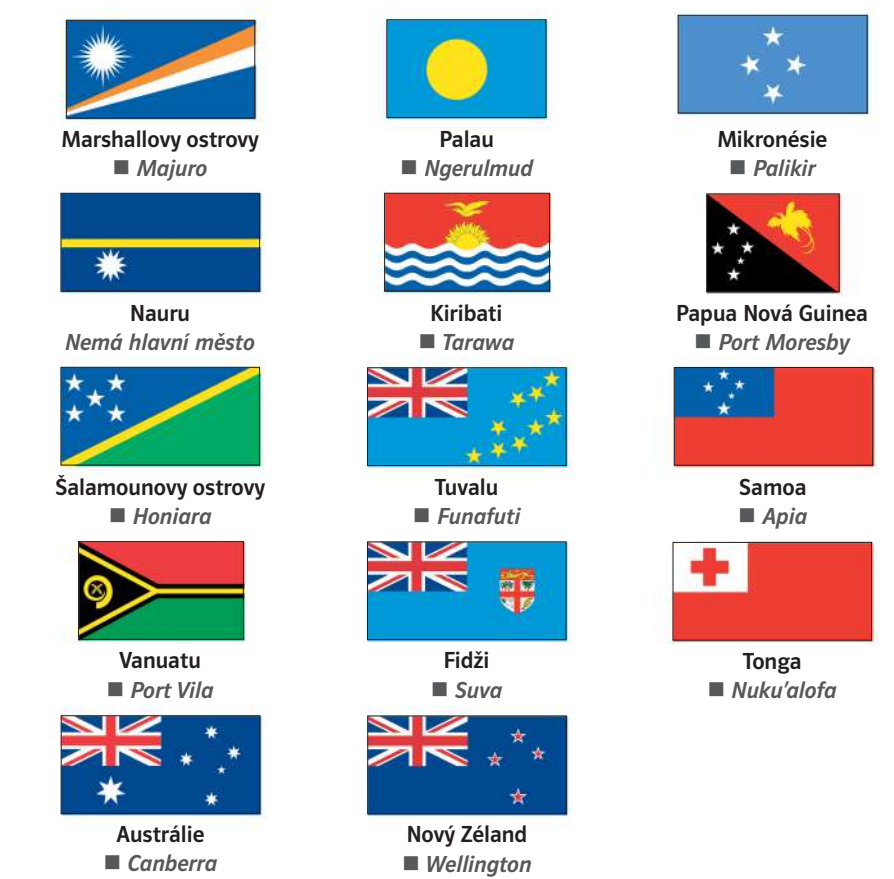 Marshallovy ostrovy
■ Majuro
Palau
■ Ngerulmud
Mikronésie
■ Palikir
Nauru
Nemá hlavní město
Kiribati
■ Tarawa
Papua Nová Guinea
■ Port Moresby
Šalamounovy ostrovy
■ Honiara
Tuvalu
■ Funafuti
Samoa
■ Apia
Vanuatu
■ Port Vila
Fidži
■ Suva
Tonga
■ Nuku’alofa
Austrálie
■ Canberra
Nový Zéland
■ Wellington